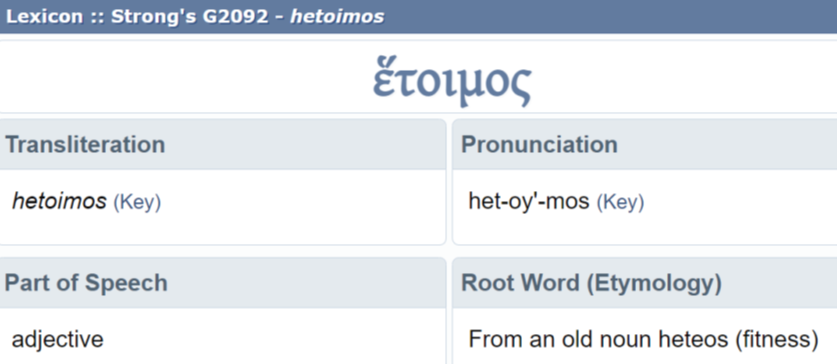 Lexicon :: Strong's G2092 - hetoimos
ἕτοιμος
Transliteration
Pronunciation
hetoimos (Key)
het-oy'-mos (Key)
Part of Speech
Root Word (Etymology)
adjective
From an old noun heteos (fitness)